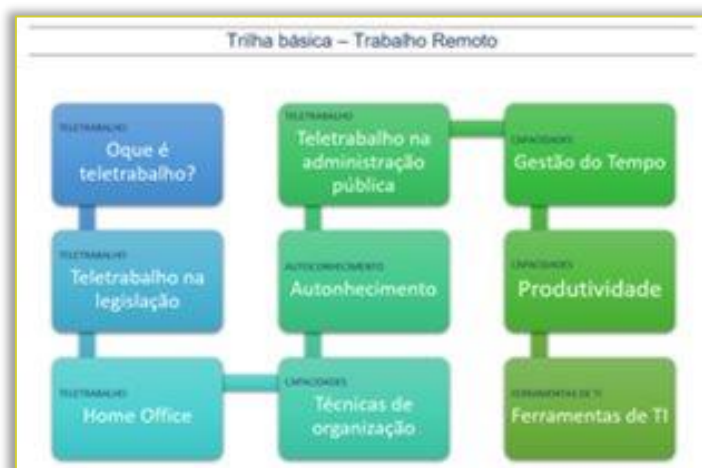 Trilha básica – Trabalho Remoto
TELETRABALHO
Oque é
teletrabalho?
TELETRABALHO
Teletrabalho na
legislação
TELETRABALHO
Home Office
CAPACIDADES
Técnicas de
organização
AUTOCONHECIMENTO
Autonhecimento
TELETRABALHO
Teletrabalho na
administração
pública
CAPACIDADES
Gestão do Tempo
CAPACIDADES
Produtividade
FERRAMENTAS DE TI
Ferramentas de TI